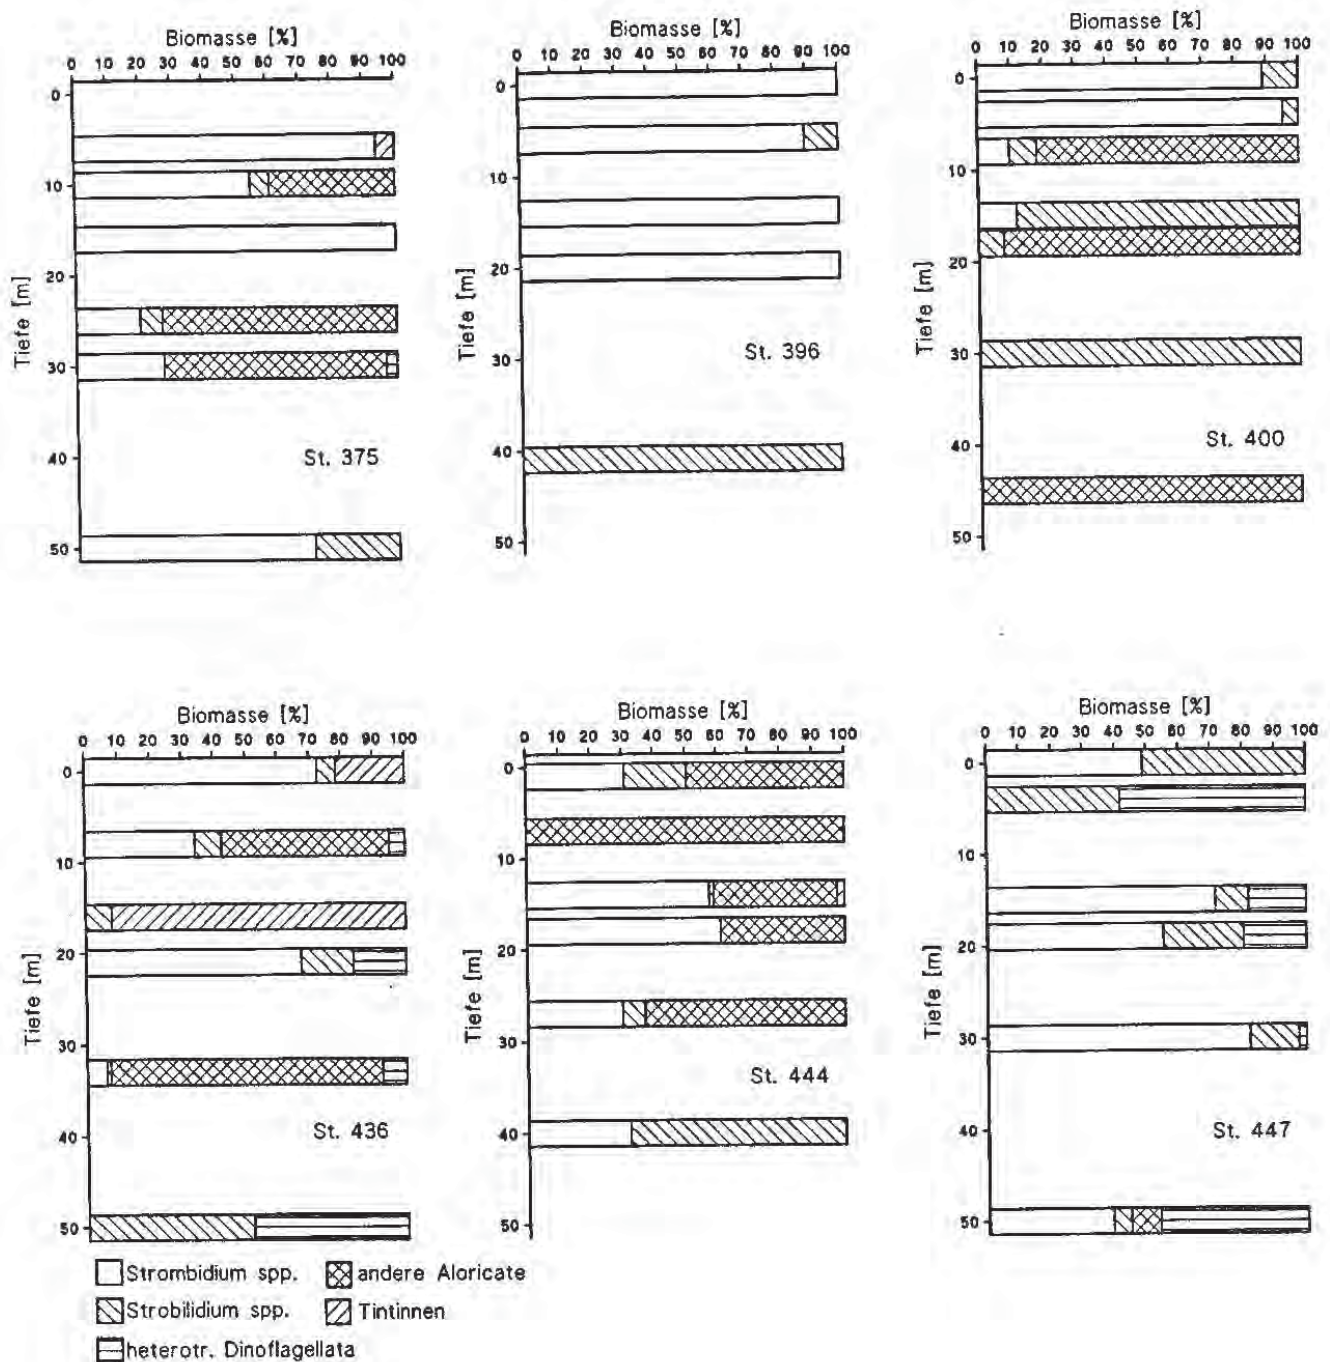 Biomasse [%]
0 10 20 30 40 50 60 70 80 90 100
0
10
20
30
40
50
Tiefe [m]
St. 375
Biomasse [%]
0 10 20 30 40 50 60 70 80 90 100
0
10
20
30
40
50
Tiefe [m]
St. 396
Biomasse [%]
0 10 20 30 40 50 60 70 80 90 100
0
10
20
30
40
50
Tiefe [m]
St. 400
Biomasse [%]
0 10 20 30 40 50 60 70 80 90 100
0
10
20
30
40
50
Tiefe [m]
St. 436
Biomasse [%]
0 10 20 30 40 50 60 70 80 90 100
0
10
20
30
40
50
Tiefe [m]
St. 444
Biomasse [%]
0 10 20 30 40 50 60 70 80 90 100
0
10
20
30
40
50
Tiefe [m]
St. 447
Strombidium spp.
andere Aloricate
Strobilidium spp.
Tintinnen
heterotr. Dinoflagellata